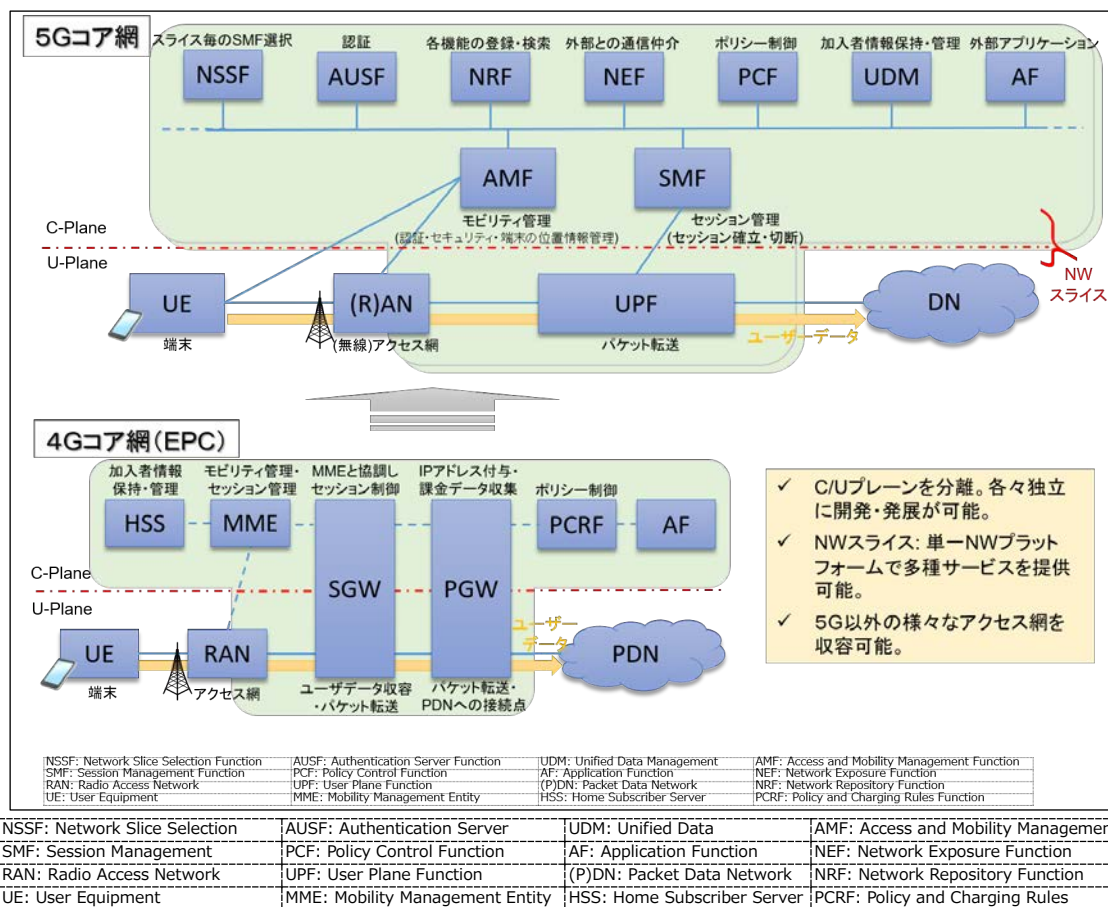 5Gコア網
スライス毎のSMF選択
認証
各機能の登録・検索
外部との通信仲介
ポリシー制御
加入者情報保持・管理
外部アプリケーション
NSSF
AUSF
NRF
NEF
PCF
UDM
AF
AMF
SMF
モビリティ管理
(認証・セキュリティ・端末の位置情報管理)
セッション管理
(セッション確立・切断)
C-Plane
U-Plane
NW
スライス
UE
(R)AN
UPF
DN
ユーザーデータ
端末
(無線)アクセス網
パケット転送
4Gコア網(EPC)
加入者情報
保持・管理
モビリティ管理・
セッション管理
MMEと協調し
セッション制御
IPアドレス付与・
課金データ収集
ポリシー制御
HSS
MME
PCRF
AF
SGW
PGW
C-Plane
U-Plane
ユーザー
データ
UE
RAN
PDN
端末
アクセス網
ユーザデータ収容
・パケット転送
パケット転送・
PDNへの接続点
✓ C/Uプレーンを分離。各々独立
に開発・発展が可能。
✓ NWスライス: 単一NWプラット
フォームで多種サービスを提供
可能。
✓ 5G以外の様々なアクセス網を
収容可能。
NSSF: Network Slice Selection Function AUSF: Authentication Server Function UDM: Unified Data Management AMF: Access and Mobility Management Function
SMF: Session Management Function PCF: Policy Control Function AF: Application Function NEF: Network Exposure Function
RAN: Radio Access Network UPF: User Plane Function (P)DN: Packet Data Network NRF: Network Repository Function
UE: User Equipment MME: Mobility Management Entity HSS: Home Subscriber Server PCRF: Policy and Charging Rules Function
NSSF: Network Slice Selection AUSF: Authentication Server UDM: Unified Data AMF: Access and Mobility Managemen
SMF: Session Management PCF: Policy Control Function AF: Application Function NEF: Network Exposure Function
RAN: Radio Access Network UPF: User Plane Function (P)DN: Packet Data Network NRF: Network Repository Function
UE: User Equipment MME: Mobility Management Entity HSS: Home Subscriber Server PCRF: Policy and Charging Rules